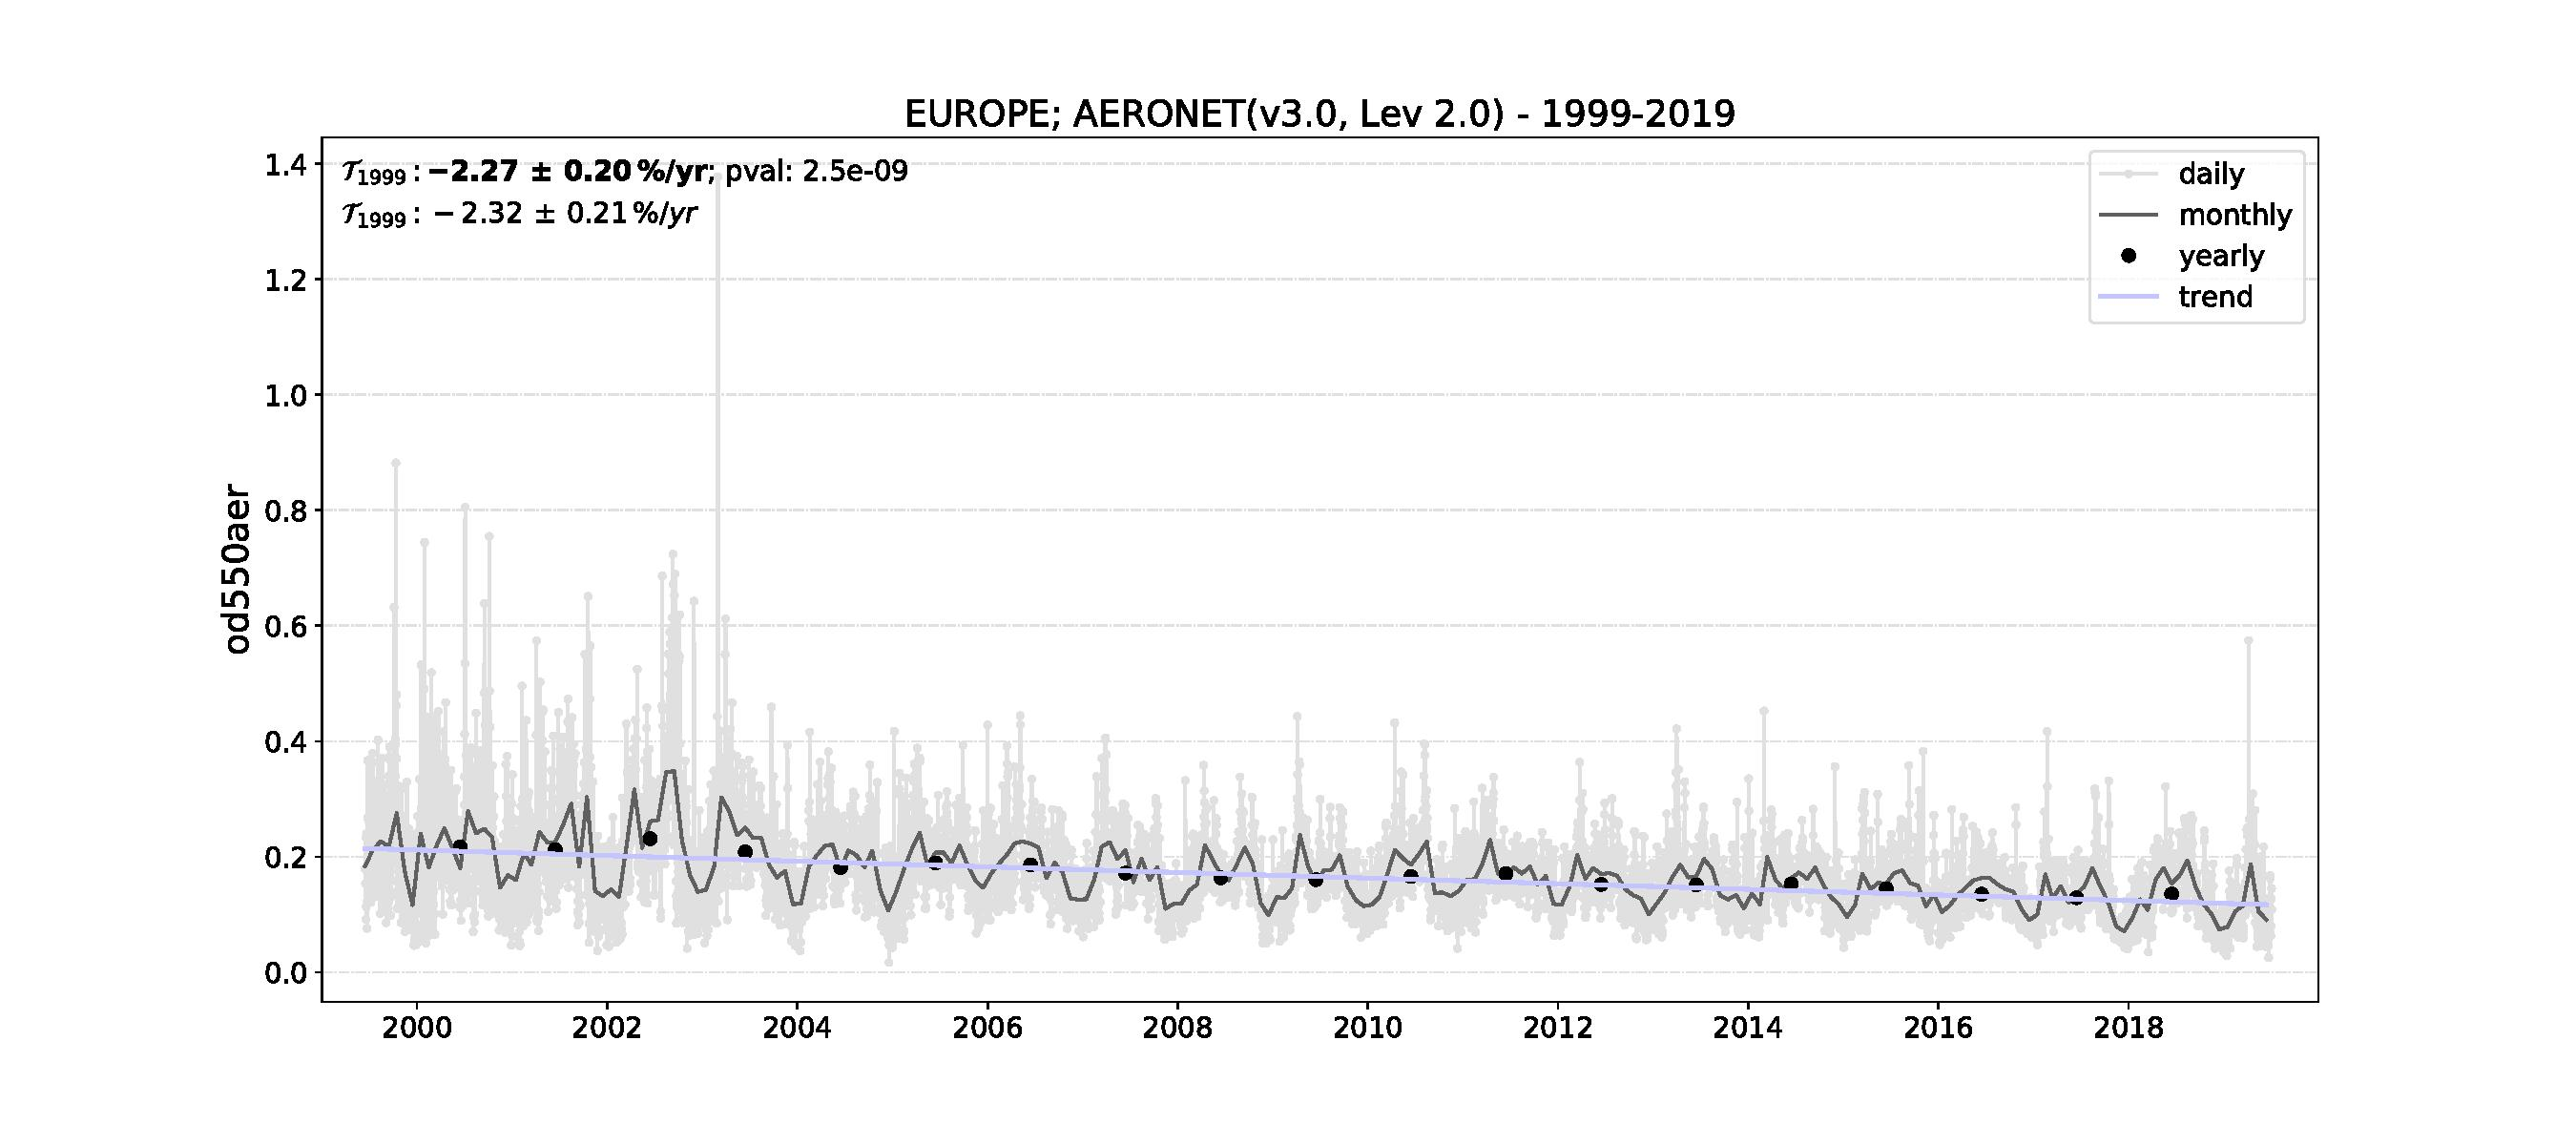 EUROPE; AERONET(v3.0, Lev 2.0) - 1999-2019
𝒯1999 : −2.27 ± 0.20 %/yr; pval: 2.5e-09
𝒯1999 : − 2.32 ± 0.21 %/yr
daily
monthly
yearly
trend
od550aer
1.4
1.2
1.0
0.8
0.6
0.4
0.2
0.0
2000 2002 2004 2006 2008 2010 2012 2014 2016 2018